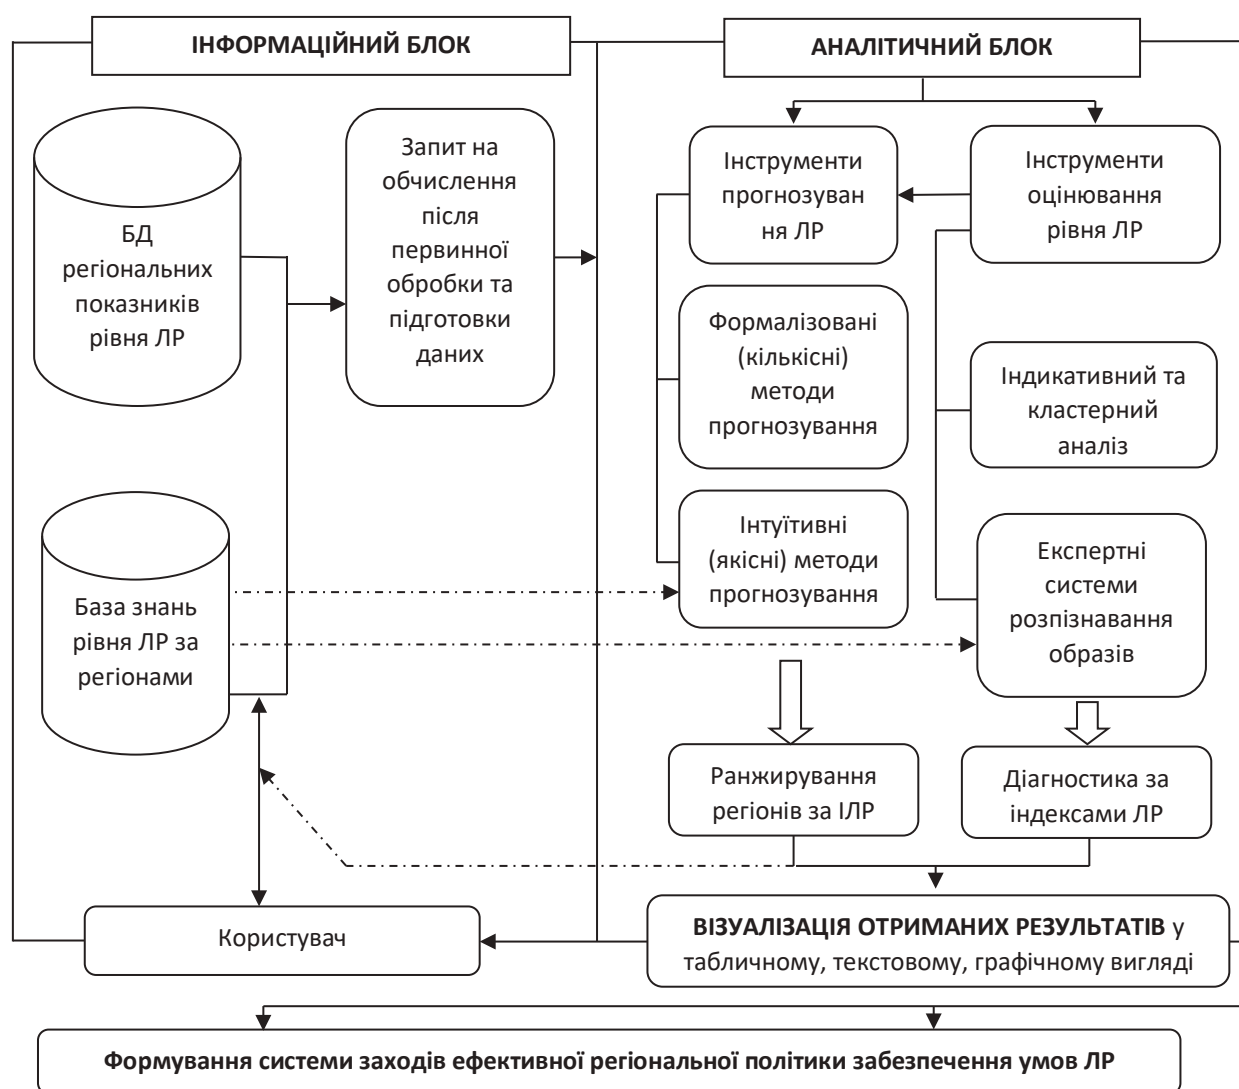 ІНФОРМАЦІЙНИЙ БЛОК
АНАЛІТИЧНИЙ БЛОК
БД
регіональних
показників
рівня ЛР
Запит на
обчислення
після
первинної
обробки та
підготовки
даних
Інструменти
прогнозуван
ня ЛР
Інструменти
оцінювання
рівня ЛР
Формалізовані
(кількісні)
методи
прогнозування
Індикативний та
кластерний
аналіз
База знань
рівня ЛР за
регіонами
Інтуїтивні
(якісні) методи
прогнозування
Експертні
системи
розпізнавання
образів
Ранжирування
регіонів за ІЛР
Діагностика за
індексами ЛР
Користувач
ВІЗУАЛІЗАЦІЯ ОТРИМАНИХ РЕЗУЛЬТАТІВ у
табличному, текстовому, графічному вигляді
Формування системи заходів ефективної регіональної політики забезпечення умов ЛР